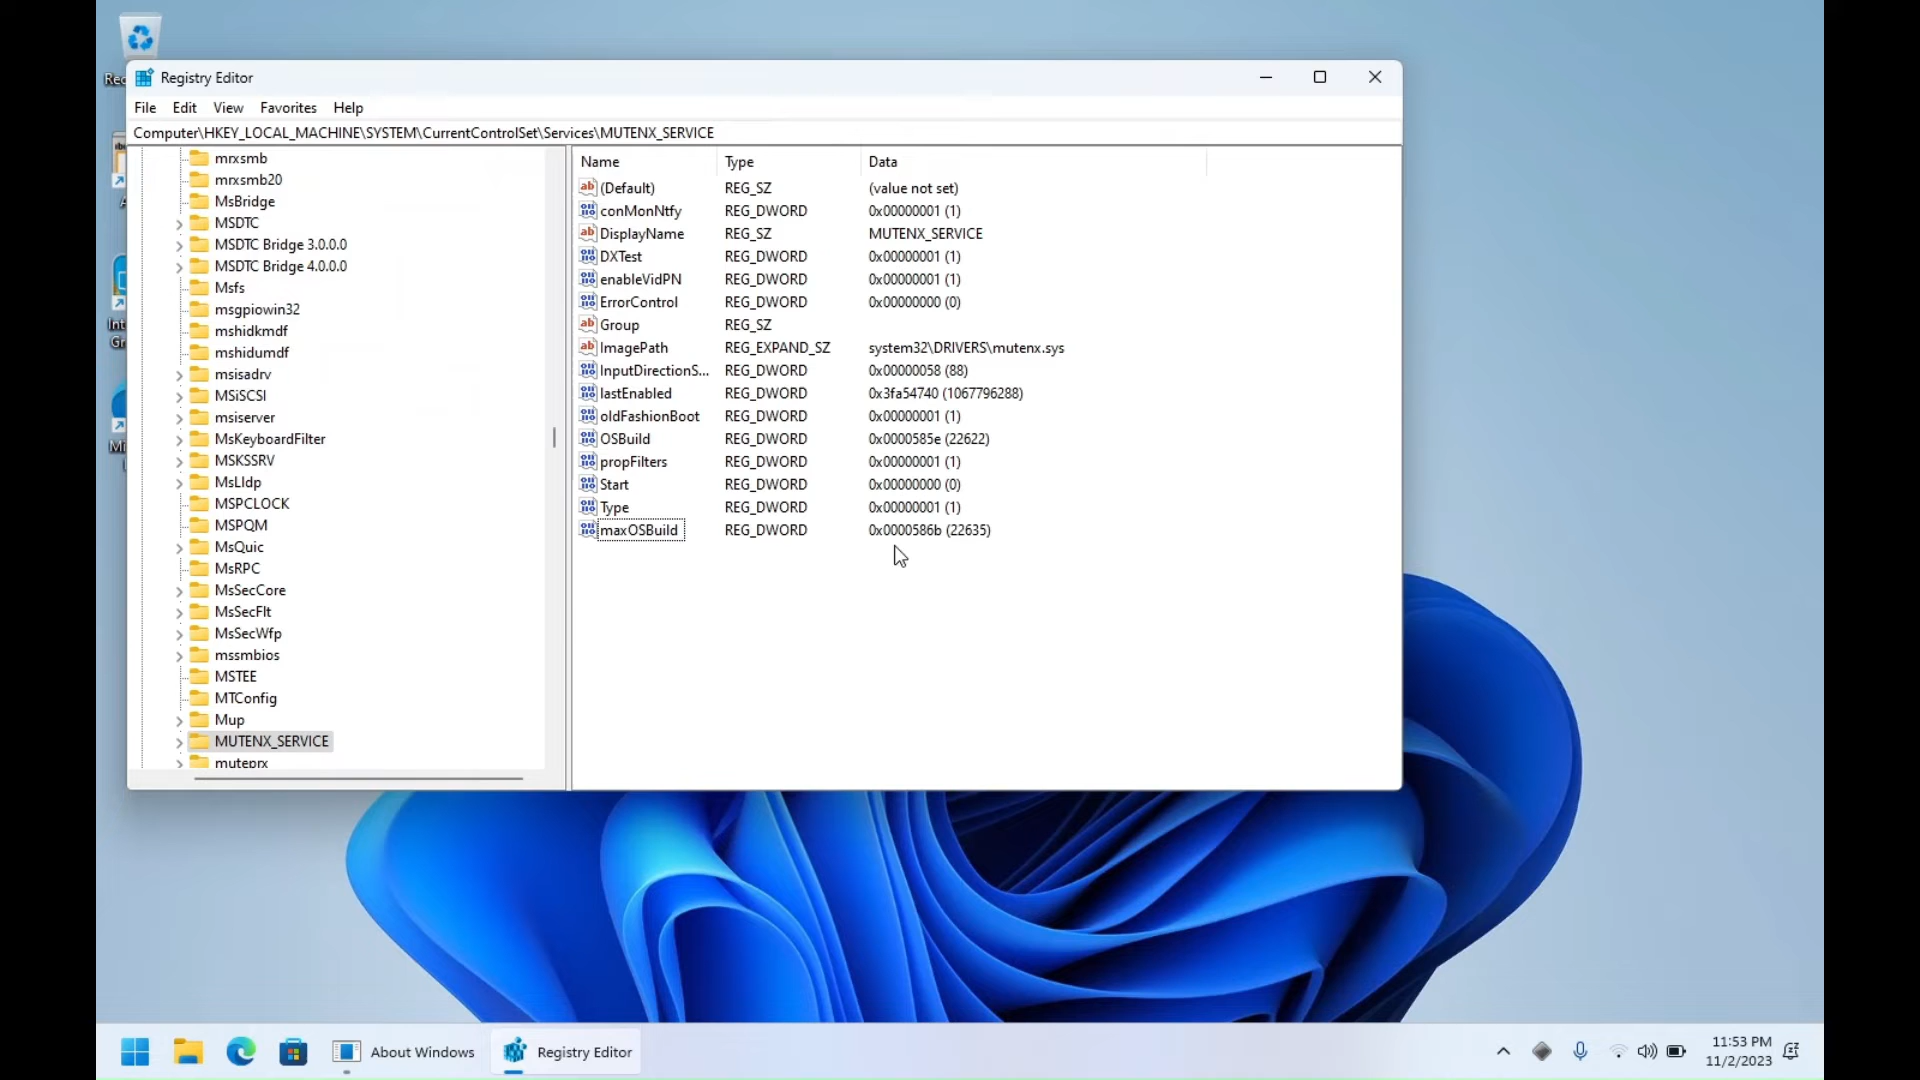 Rec
Registry Editor
File Edit View Favorites Help
Computer\HKEY_LOCAL_MACHINE\SYSTEM\CurrentControlSet\Services\MUTENX_SERVICE
mrxsmb
mrxsmb20
MsBridge
MSDTC
MSDTC Bridge 3.0.0.0
MSDTC Bridge 4.0.0.0
Msfs
msgpiowin32
mshidkmdf
mshidumdf
msisadrv
MSiSCSI
msiserver
MsKeyboardFilter
MSKSSRV
MsLldp
MSPCLOCK
MSPQM
MsQuic
MsRPC
MsSecCore
MsSecFlt
MsSecWfp
mssmbios
MSTEE
MTConfig
Mup
MUTENX_SERVICE
muteprx
Name Type Data
(Default) REG_SZ (value not set)
conMonNtfy REG_DWORD 0x00000001 (1)
DisplayName REG_SZ MUTENX_SERVICE
DXTest REG_DWORD 0x00000001 (1)
enableVidPN REG_DWORD 0x00000001 (1)
ErrorControl REG_DWORD 0x00000000 (0)
Group REG_SZ
ImagePath REG_EXPAND_SZ system32\DRIVERS\mutenx.sys
InputDirectionS... REG_DWORD 0x00000058 (88)
lastEnabled REG_DWORD 0x3fa54740 (1067796288)
oldFashionBoot REG_DWORD 0x00000001 (1)
OSBuild REG_DWORD 0x0000585e (22622)
propFilters REG_DWORD 0x00000001 (1)
Start REG_DWORD 0x00000000 (0)
Type REG_DWORD 0x00000001 (1)
maxOSBuild REG_DWORD 0x0000586b (22635)
Int
Gr
Mi
About Windows
Registry Editor
11:53 PM
11/2/2023